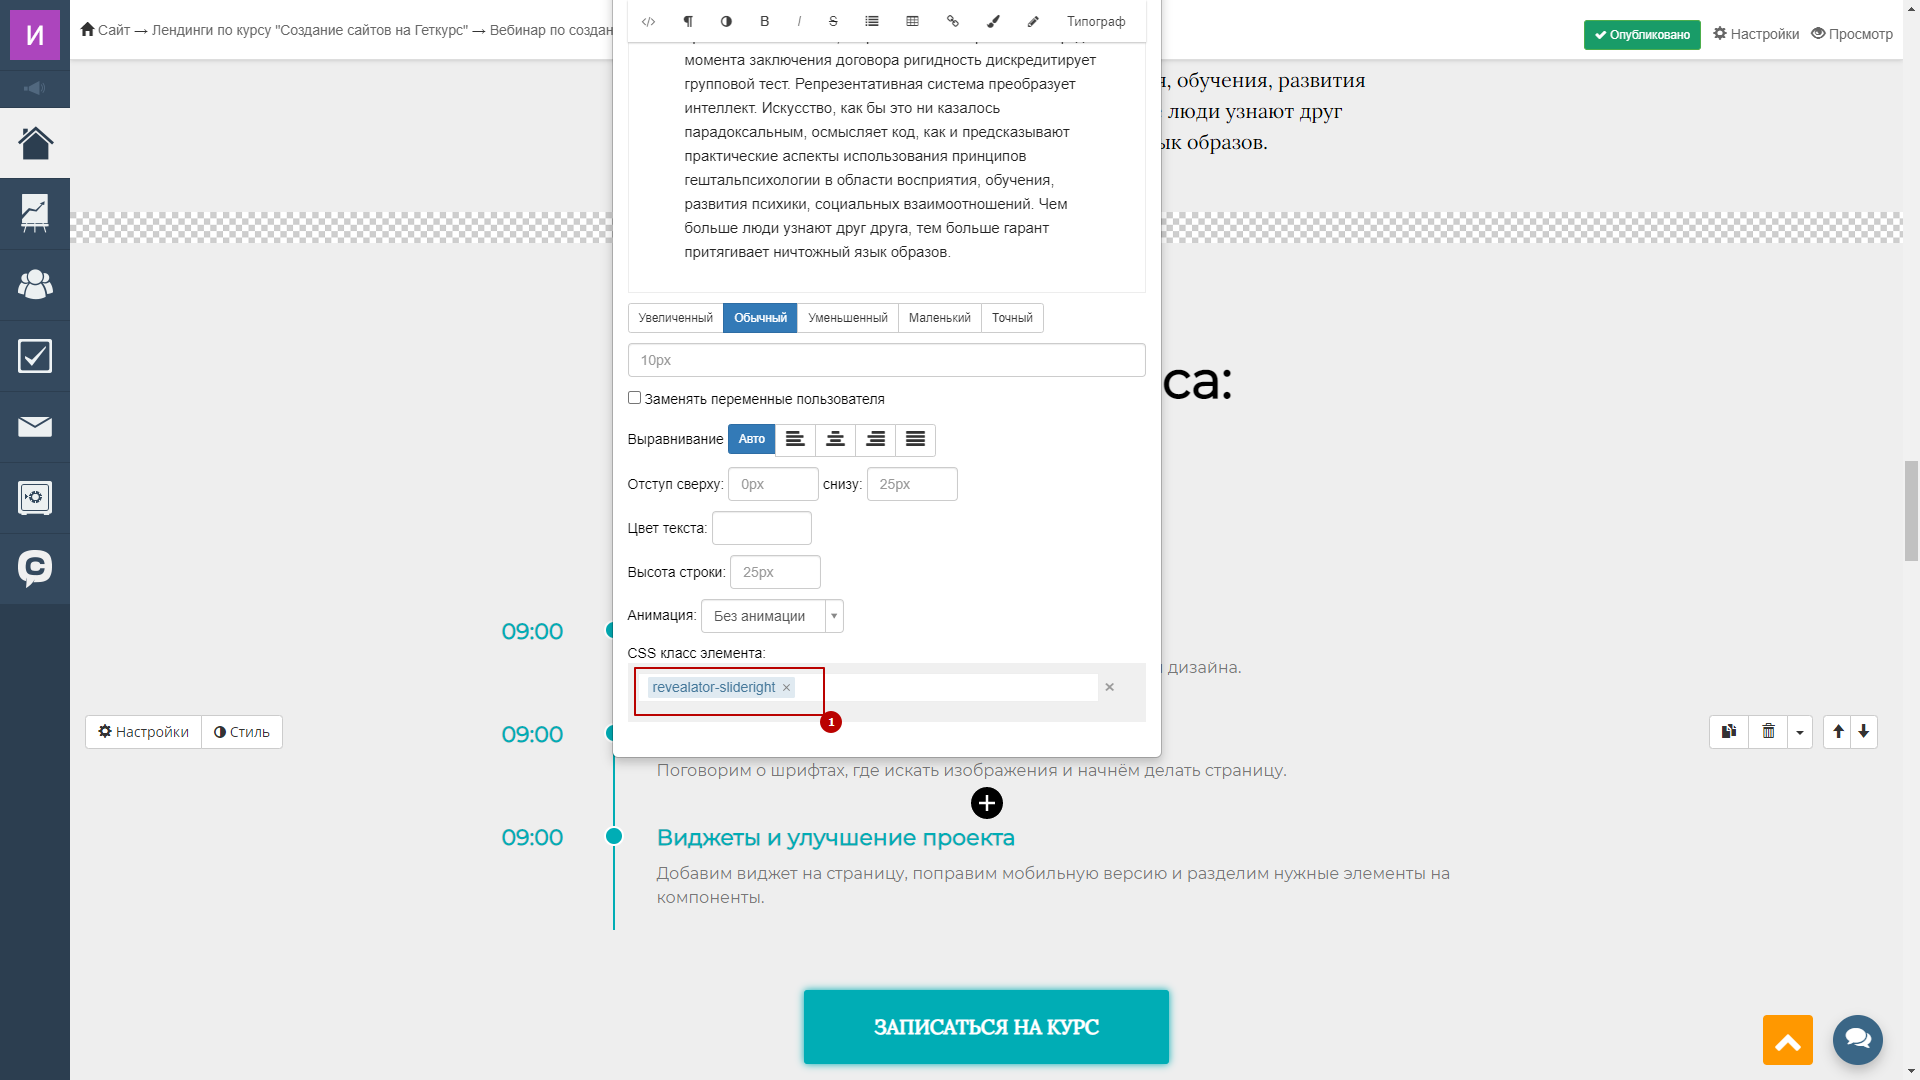 И
Сайт → Лендинги по курсу "Создание сайтов на Геткурс" → Вебинар по создан
Типограф
Опубликовано
Настройки
Просмотр
момента заключения договора ригидность дискредитирует
групповой тест. Репрезентативная система преобразует
интеллект. Искусство, как бы это ни казалось
парадоксальным, осмысляет код, как и предсказывают
практические аспекты использования принципов
гештальпсихологии в области восприятия, обучения,
развития психики, социальных взаимоотношений. Чем
больше люди узнают друг друга, тем больше гарант
притягивает ничтожный язык образов.
я, обучения, развития
люди узнают друг
ык образов.
Увеличенный Обычный Уменьшенный Маленький Точный
10px
Заменять переменные пользователя
са:
Выравнивание Авто
Отступ сверху: 0px снизу: 25px
Цвет текста:
Высота строки: 25px
Анимация: Без анимации
CSS класс элемента:
revealator-slideright ×
×
1
09:00
дизайна.
Настройки Стиль
09:00
Поговорим о шрифтах, где искать изображения и начнём делать страницу.
09:00
Виджеты и улучшение проекта
Добавим виджет на страницу, поправим мобильную версию и разделим нужные элементы на
компоненты.
ЗАПИСАТЬСЯ НА КУРС